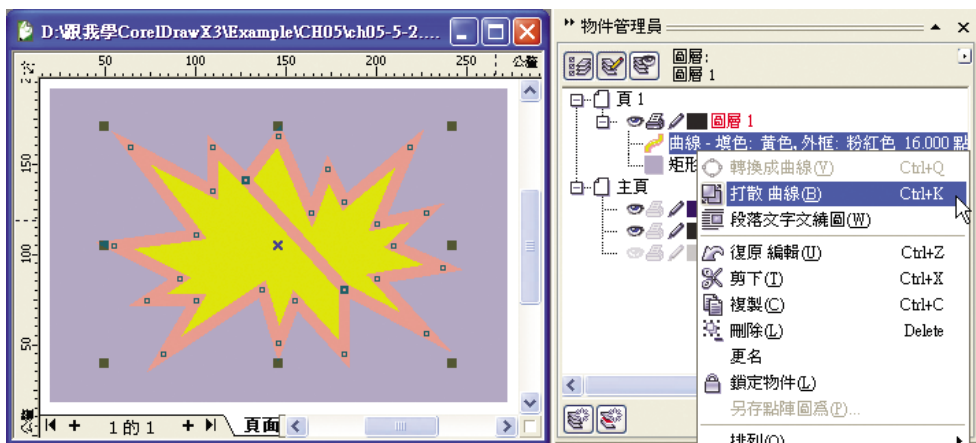 D:\跟我學CorelDrawX3\Example\CH05\ch05-5-2....
50 100 150 200 250 公釐
150
100
50
1 的 1
頁面
物件管理員
圖層:
圖層 1
頁 1
圖層 1
曲線 - 填色: 黃色, 外框: 粉紅色 16.000 點
矩形
主頁
轉換成曲線(V) Ctrl+Q
打散 曲線(B) Ctrl+K
段落文字文繞圖(W)
復原 編輯(U) Ctrl+Z
剪下(T) Ctrl+X
複製(C) Ctrl+C
刪除(L) Delete
更名
鎖定物件(L)
另存點陣圖為(P)...
排列(O)